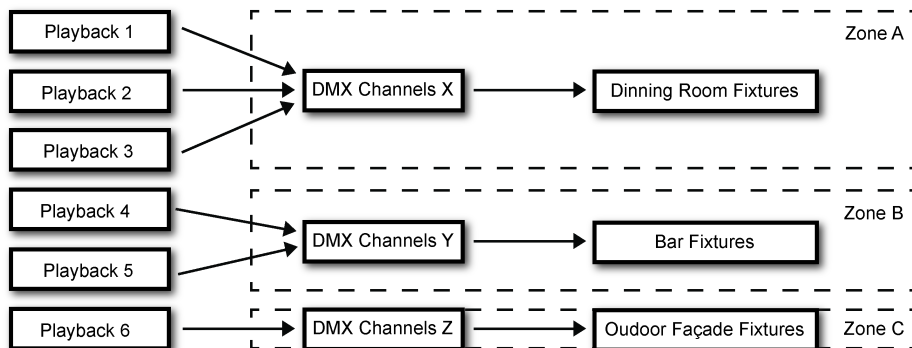 Playback 1
Zone A
Playback 2
DMX Channels X
Dinning Room Fixtures
Playback 3
Playback 4
Zone B
DMX Channels Y
Bar Fixtures
Playback 5
Playback 6
DMX Channels Z
Oudoor Façade Fixtures
Zone C